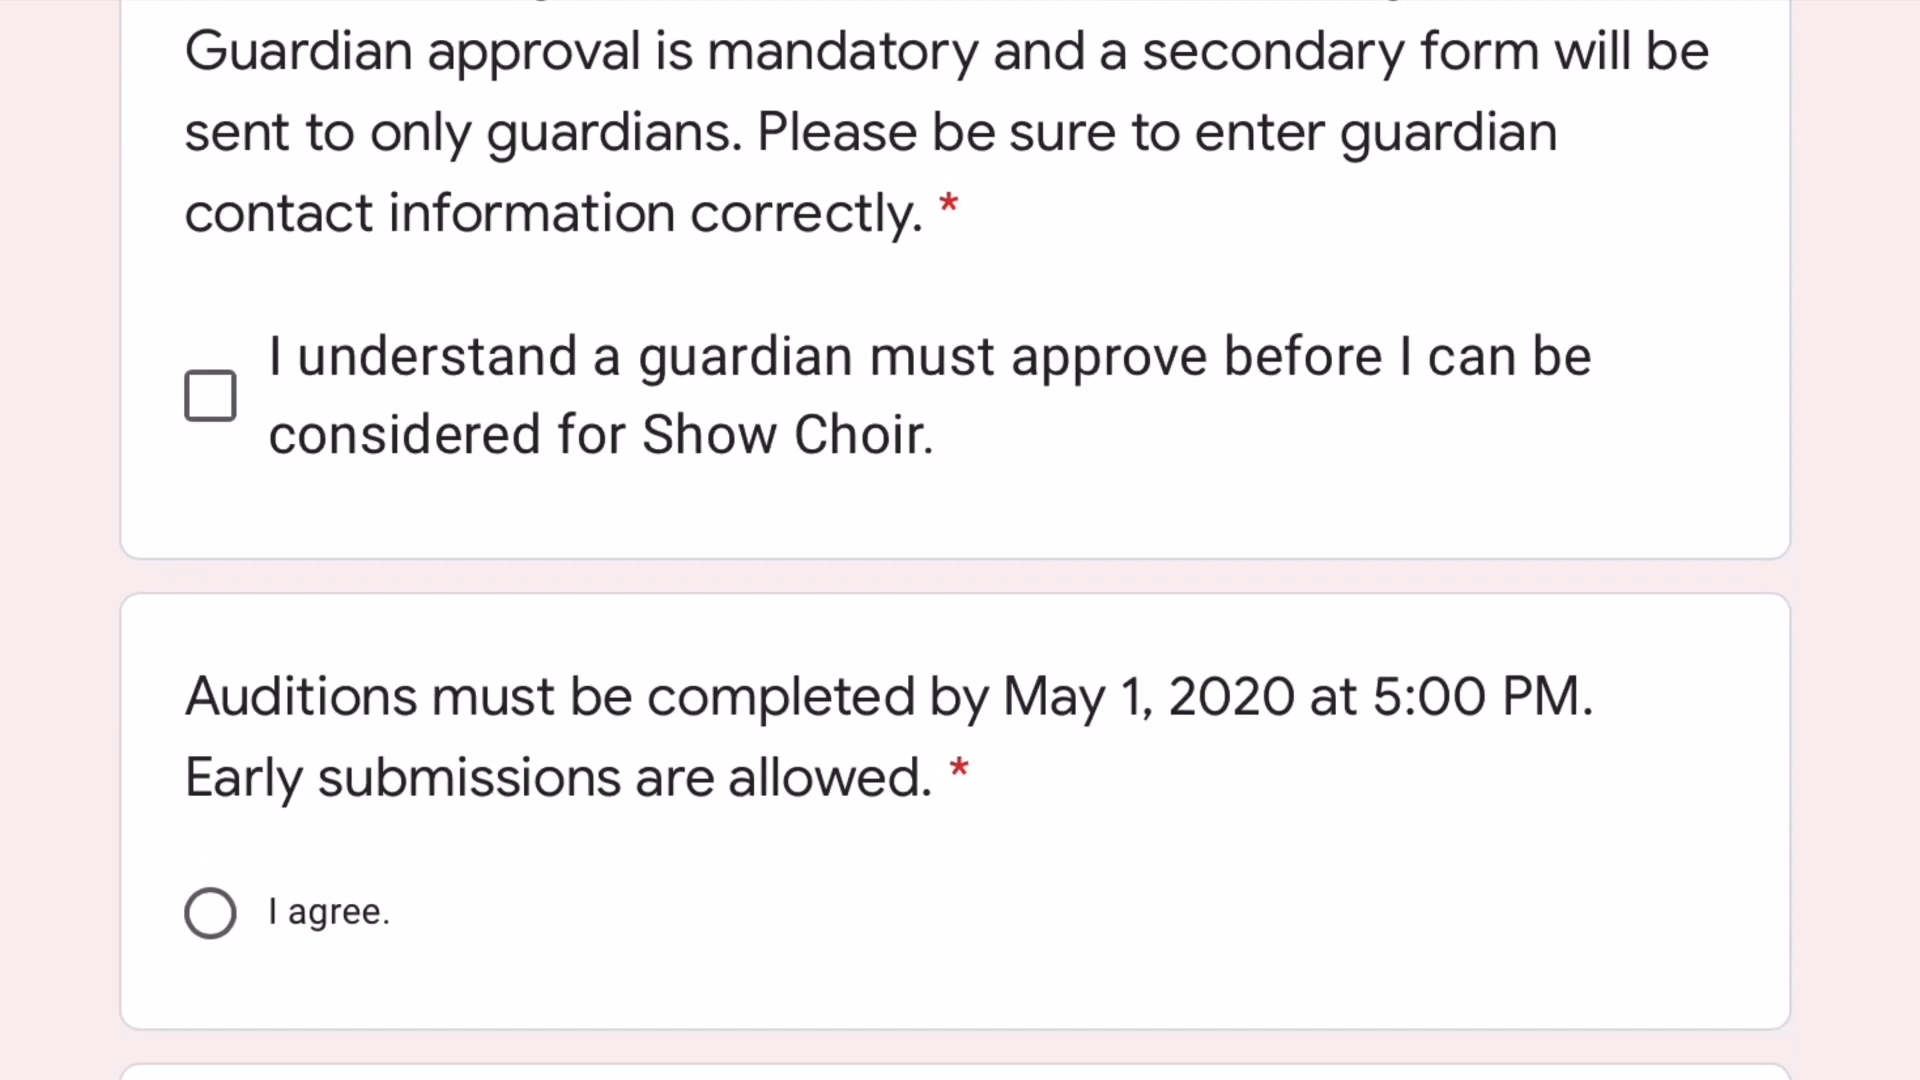 Guardian approval is mandatory and a secondary form will be
sent to only guardians. Please be sure to enter guardian
contact information correctly. *
I understand a guardian must approve before I can be
considered for Show Choir.
Auditions must be completed by May 1, 2020 at 5:00 PM.
Early submissions are allowed. *
I agree.